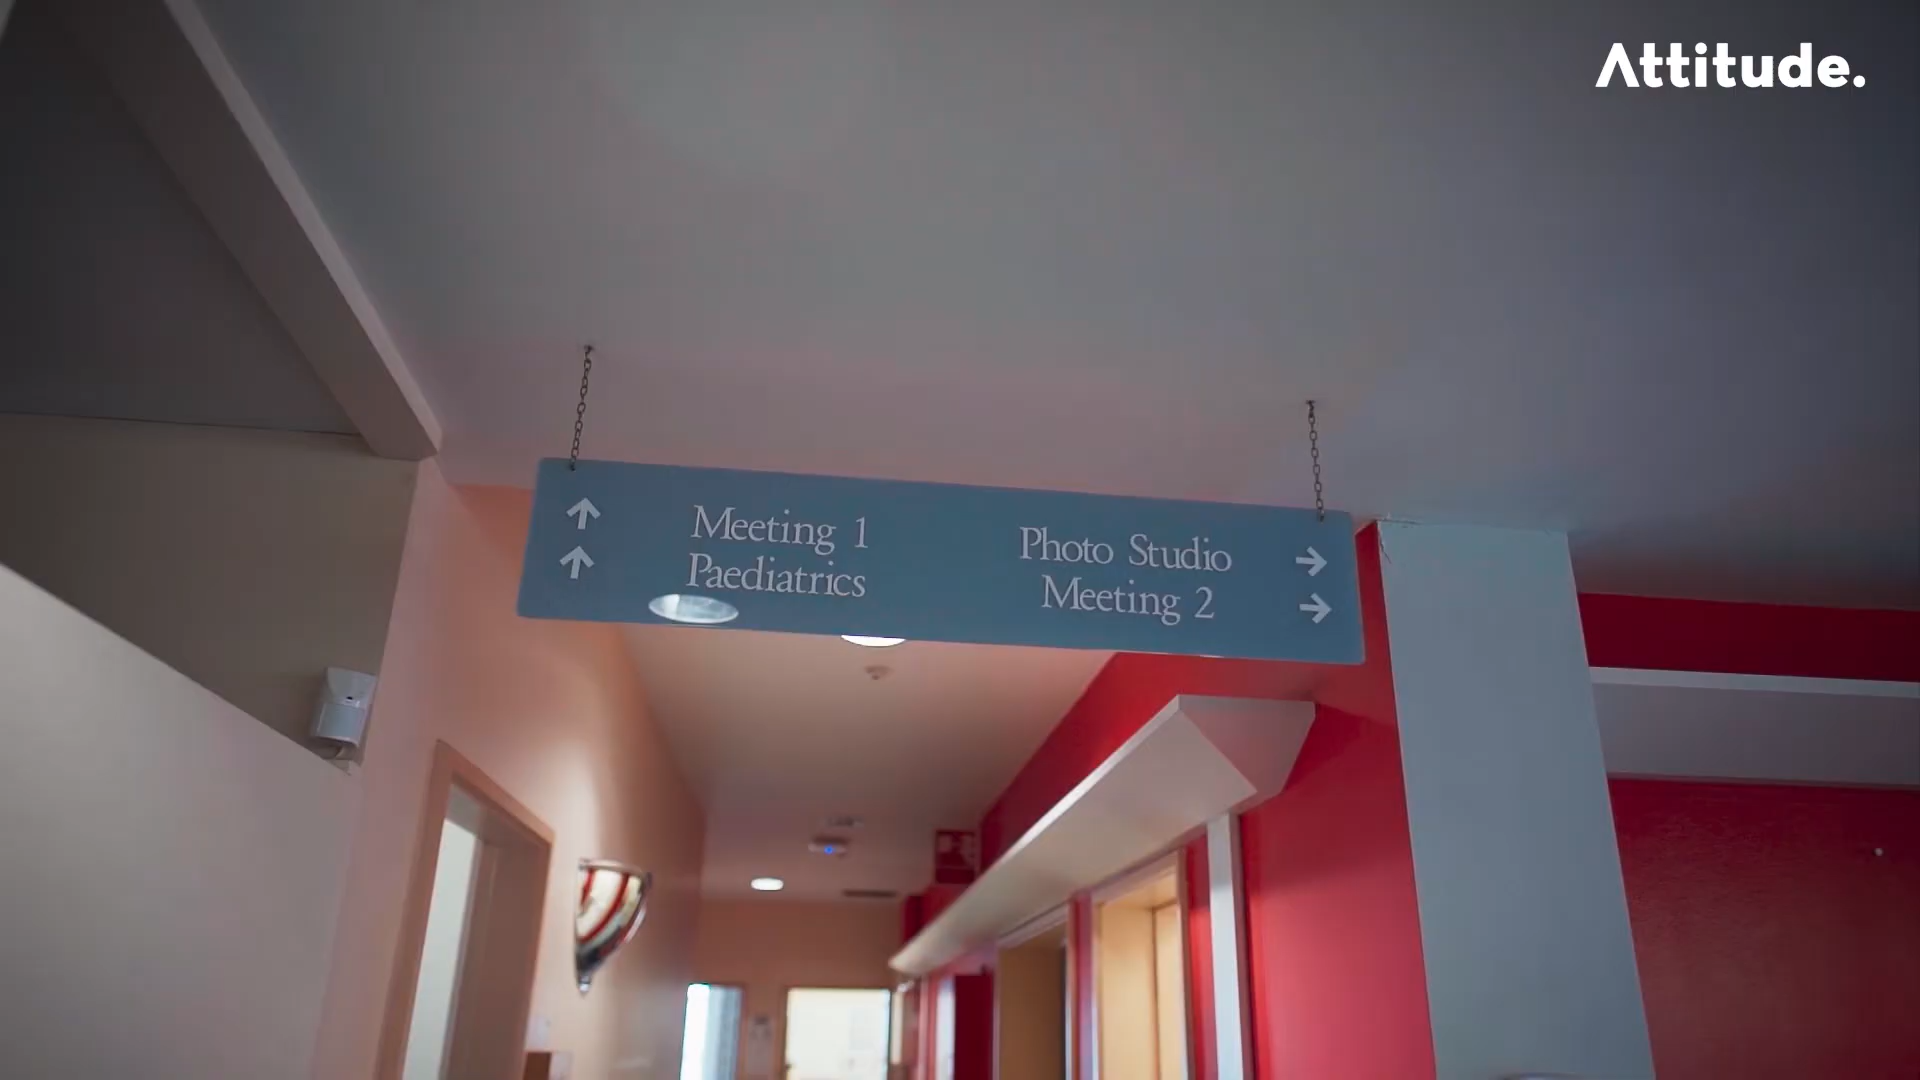 Attitude.
Meeting 1
Paediatrics
Photo Studio
Meeting 2